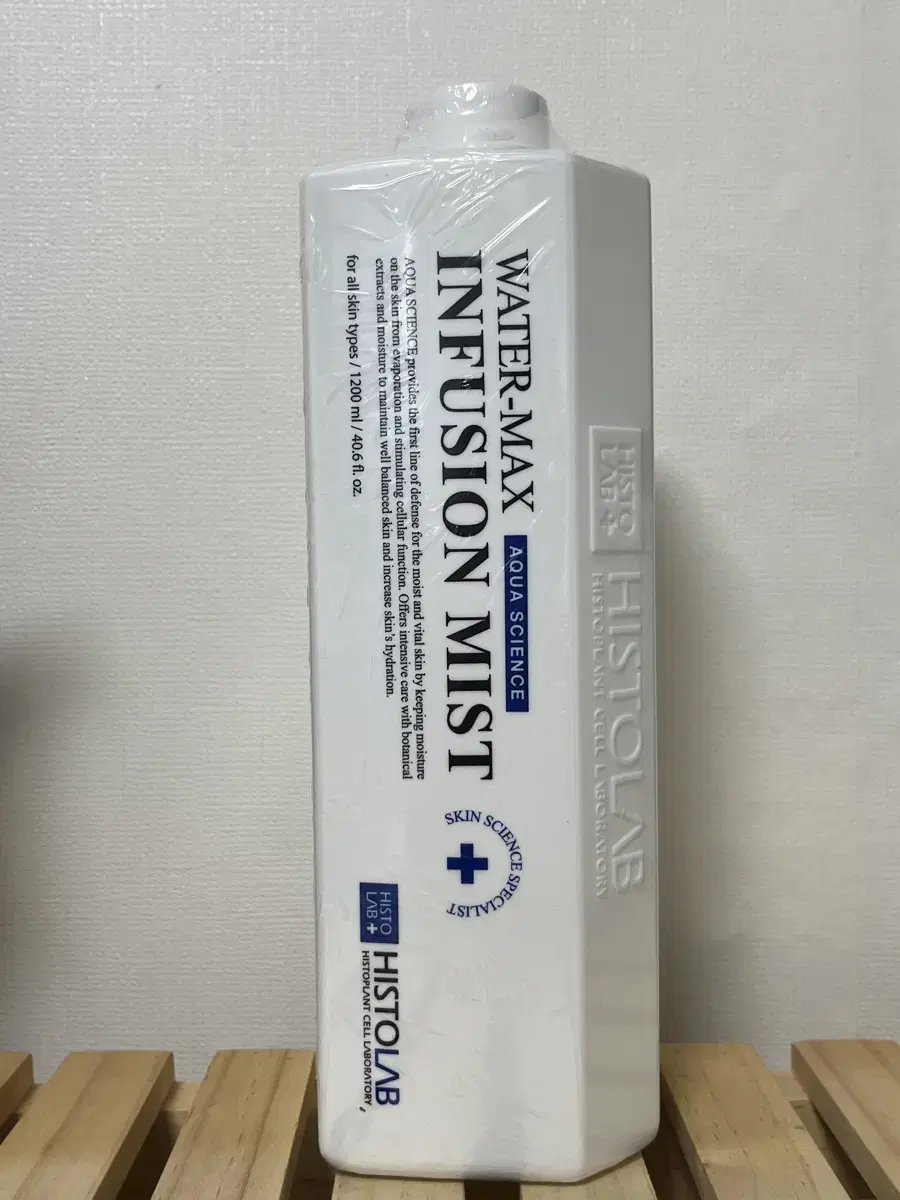 WATER-MAX AQUA SCIENCE
INFUSION MIST
AQUA SCIENCE provides the first line of defense for the moist and vital skin by keeping moisture
on the skin from evaporation and stimulating cellular function. Offers intensive care with botanical
extracts and moisture to maintain well balanced skin and increase skin's hydration.
for all skin types / 1200 ml / 40.6 fl. oz.
SKIN SCIENCE SPECIALIST
HISTO
LAB+
HISTOLAB
HISTOPLANT CELL LABORATORY,
HISTO
LAB+
HISTOLAB
HISTOPLANT CELL LABORATORY